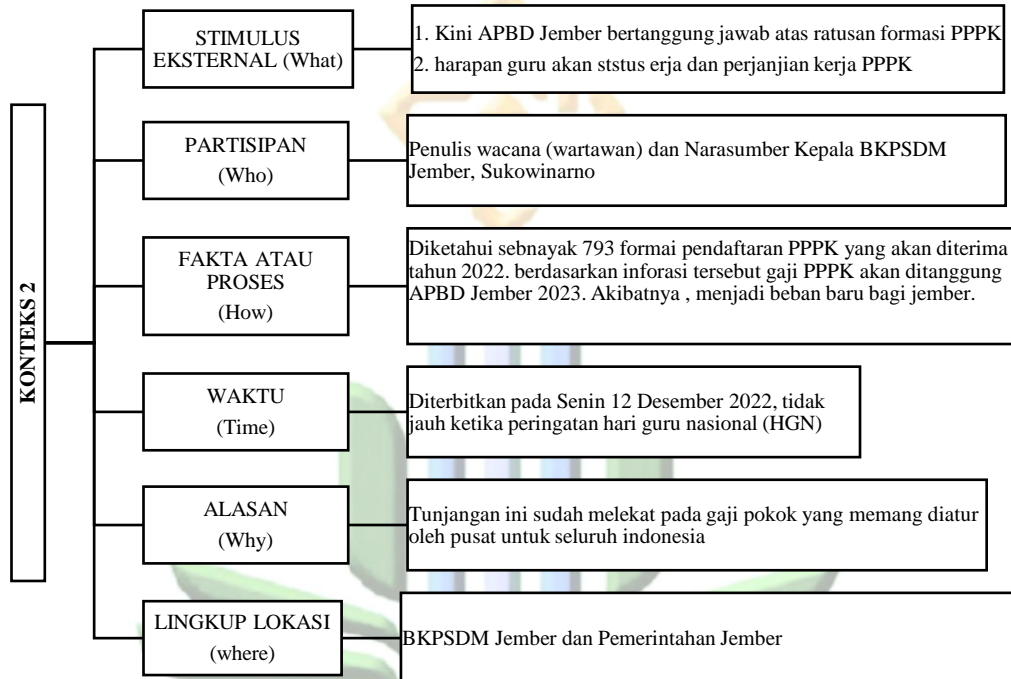 KONTEKS 2
STIMULUS
EKSTERNAL (What)
1. Kini APBD Jember bertanggung jawab atas ratusan formasi PPPK
2. harapan guru akan ststus erja dan perjanjian kerja PPPK
PARTISIPAN
(Who)
Penulis wacana (wartawan) dan Narasumber Kepala BKPSDM
Jember, Sukowinarno
FAKTA ATAU
PROSES
(How)
Diketahui sebnayak 793 formai pendaftaran PPPK yang akan diterima
tahun 2022. berdasarkan inforasi tersebut gaji PPPK akan ditanggung
APBD Jember 2023. Akibatnya , menjadi beban baru bagi jember.
WAKTU
(Time)
Diterbitkan pada Senin 12 Desember 2022, tidak
jauh ketika peringatan hari guru nasional (HGN)
ALASAN
(Why)
Tunjangan ini sudah melekat pada gaji pokok yang memang diatur
oleh pusat untuk seluruh indonesia
LINGKUP LOKASI
(where)
BKPSDM Jember dan Pemerintahan Jember